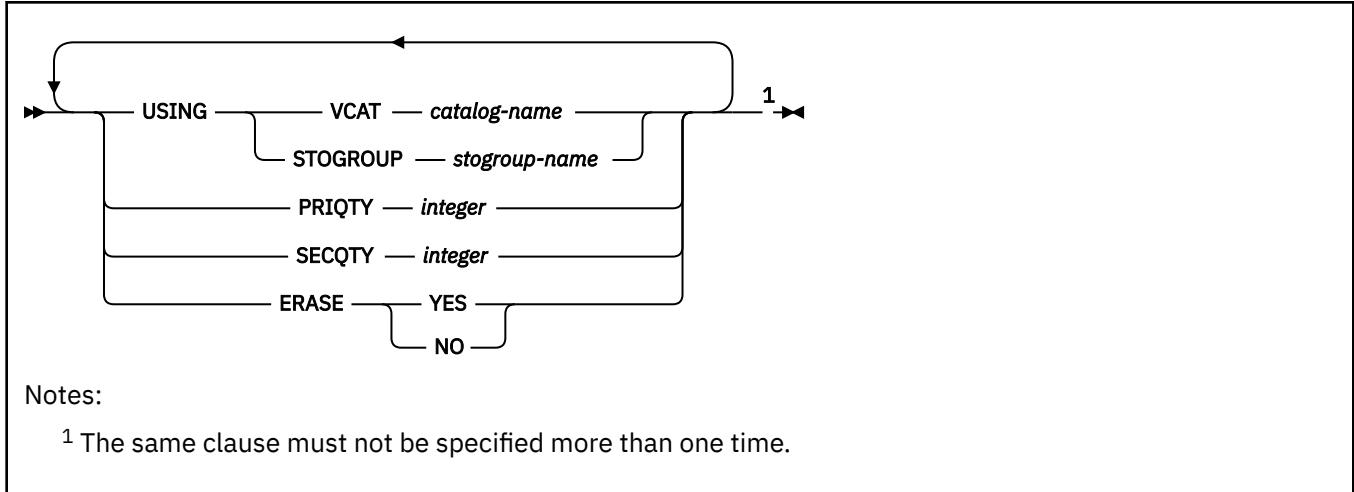 1
USING VCAT catalog-name
STOGROUP stogroup-name
PRIQTY integer
SECQTY integer
ERASE YES
NO
Notes:
1 The same clause must not be specified more than one time.